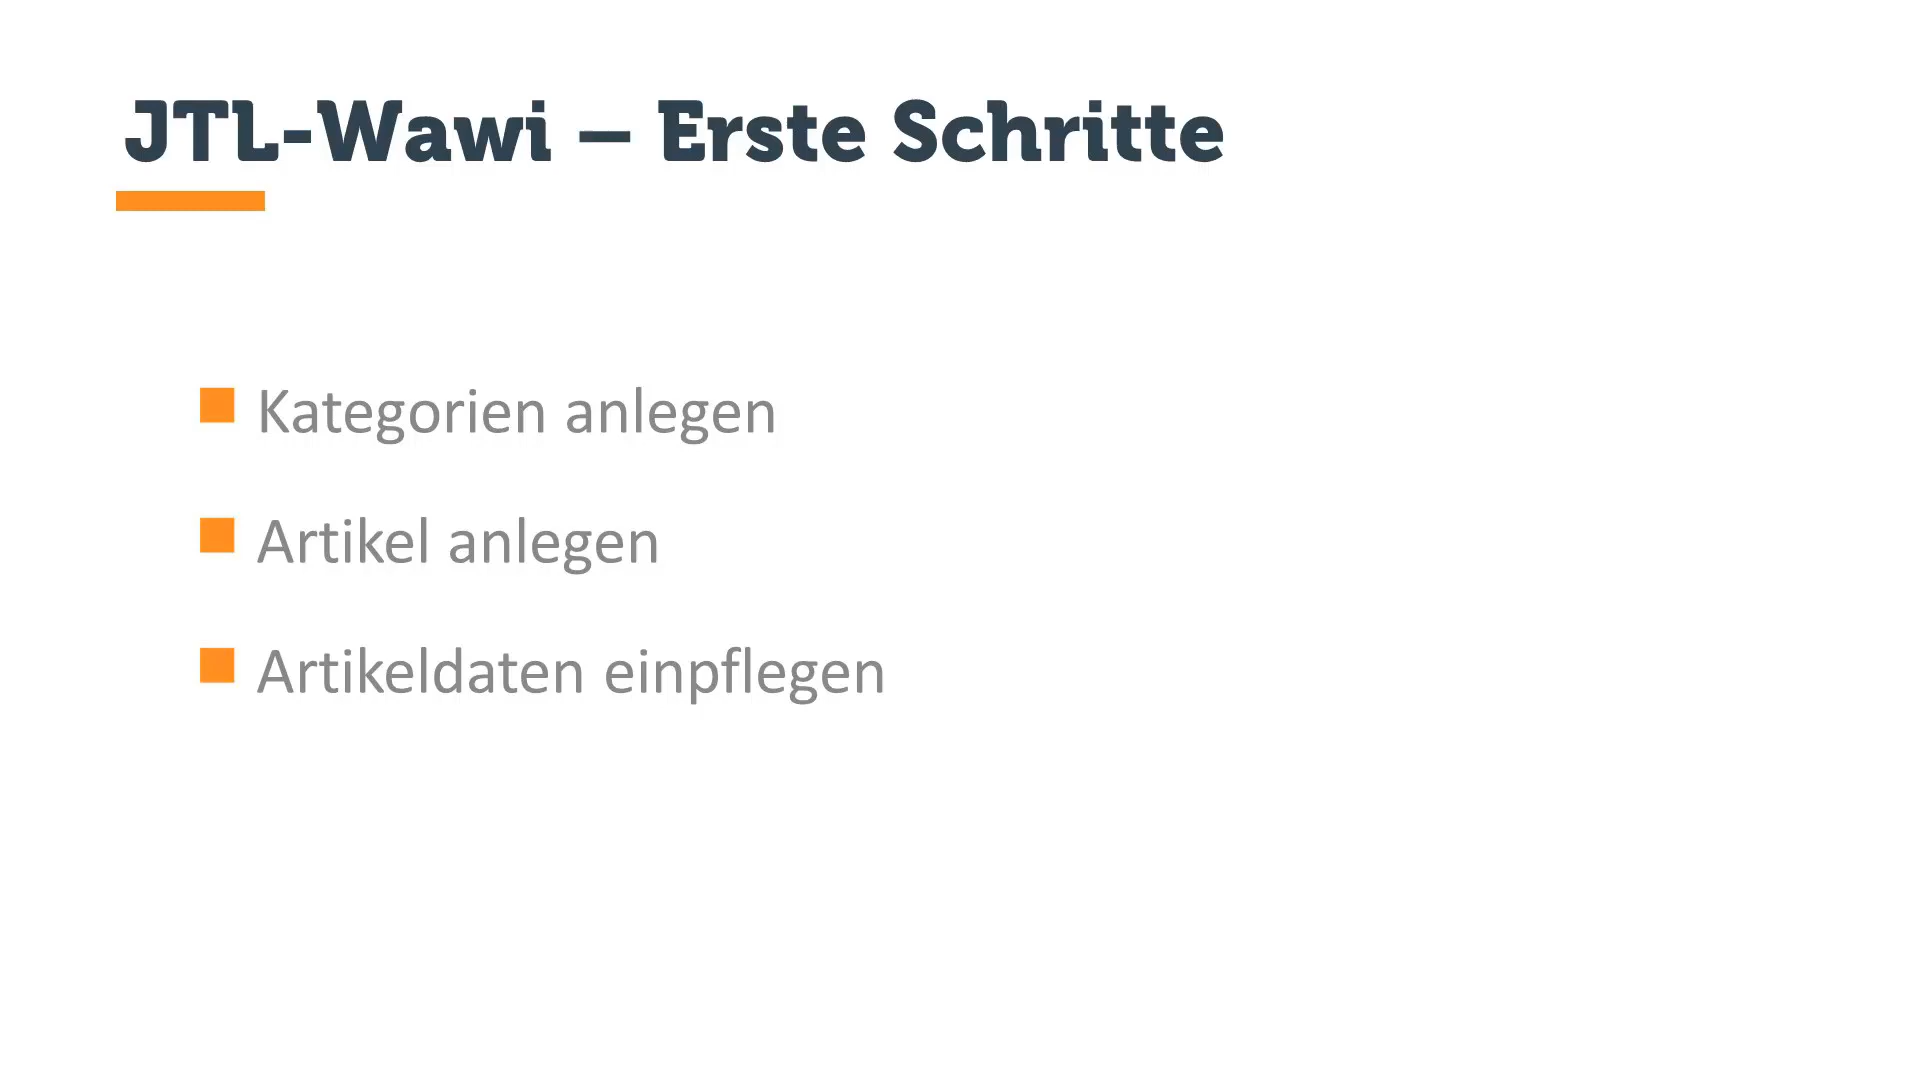 JTL-Wawi – Erste Schritte
Kategorien anlegen
Artikel anlegen
Artikeldaten einpflegen